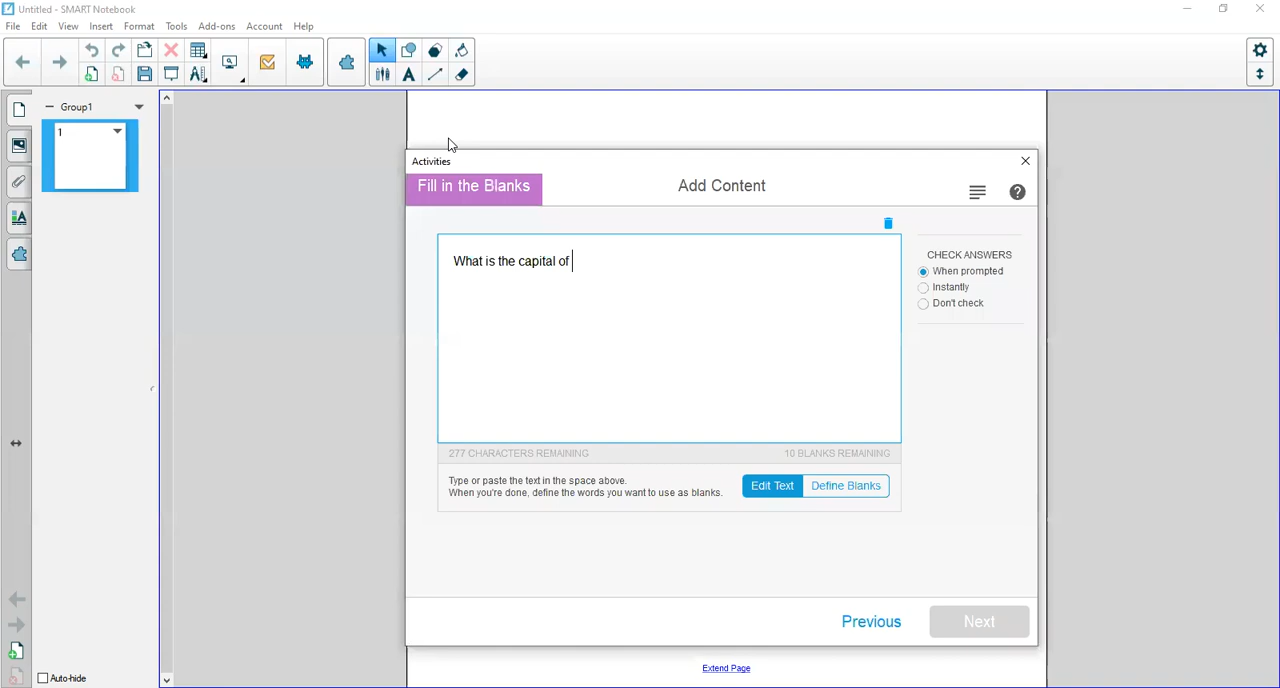 Untitled - SMART Notebook
File Edit View Insert Format Tools Add-ons Account Help
Group1
1
Activities
Fill in the Blanks
Add Content
What is the capital of
CHECK ANSWERS
When prompted
Instantly
Don't check
277 CHARACTERS REMAINING
10 BLANKS REMAINING
Type or paste the text in the space above.
When you're done, define the words you want to use as blanks.
Edit Text
Define Blanks
Previous
Next
Extend Page
Auto-hide